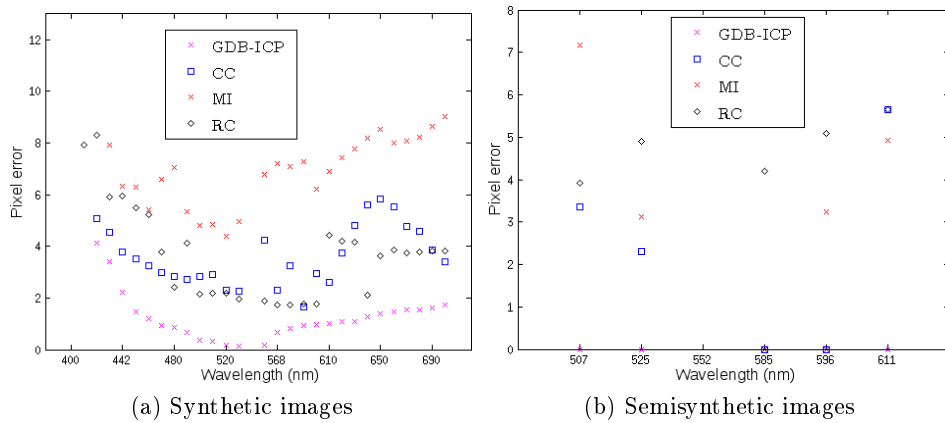 12
10
8
6
4
2
0
Pixel error
GDB-ICP
CC
MI
RC
400 442 480 520 568 610 650 690
Wavelength (nm)
(a) Synthetic images
8
7
6
5
4
3
2
1
0
Pixel error
GDB-ICP
CC
MI
RC
507 525 552 585 596 611
Wavelength (nm)
(b) Semisynthetic images